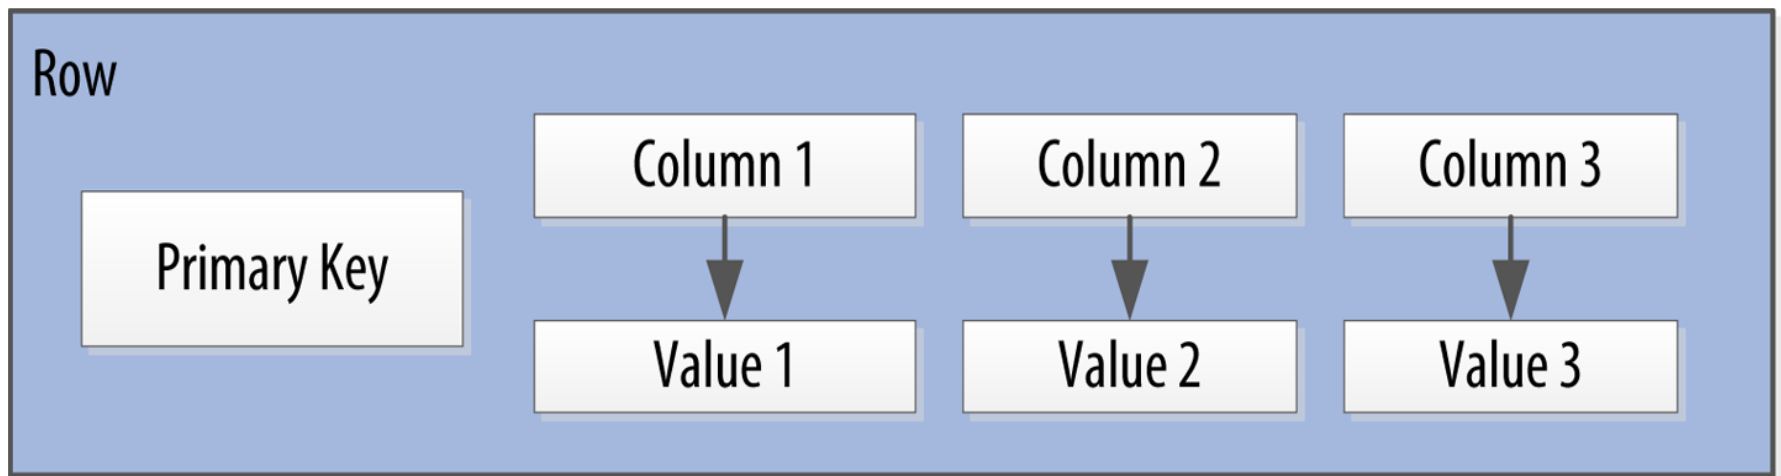 Row
Primary Key
Column 1
Column 2
Column 3
Value 1
Value 2
Value 3